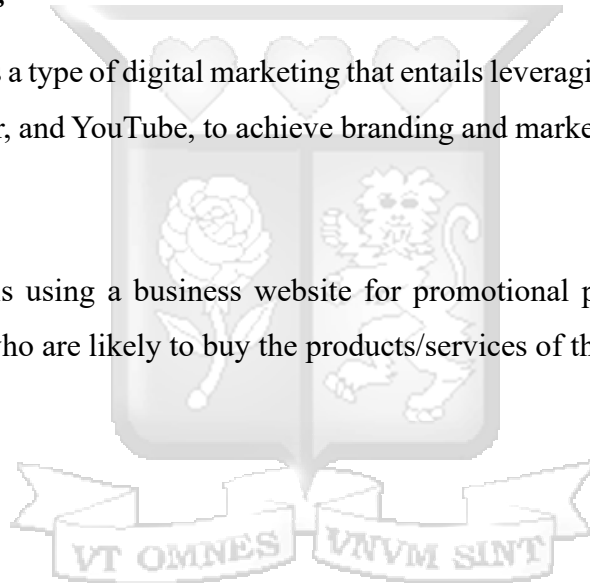 a type of digital marketing that entails leveragi
r, and YouTube, to achieve branding and marke
s using a business website for promotional p
who are likely to buy the products/services of th
VT OMNES VNVM SINT